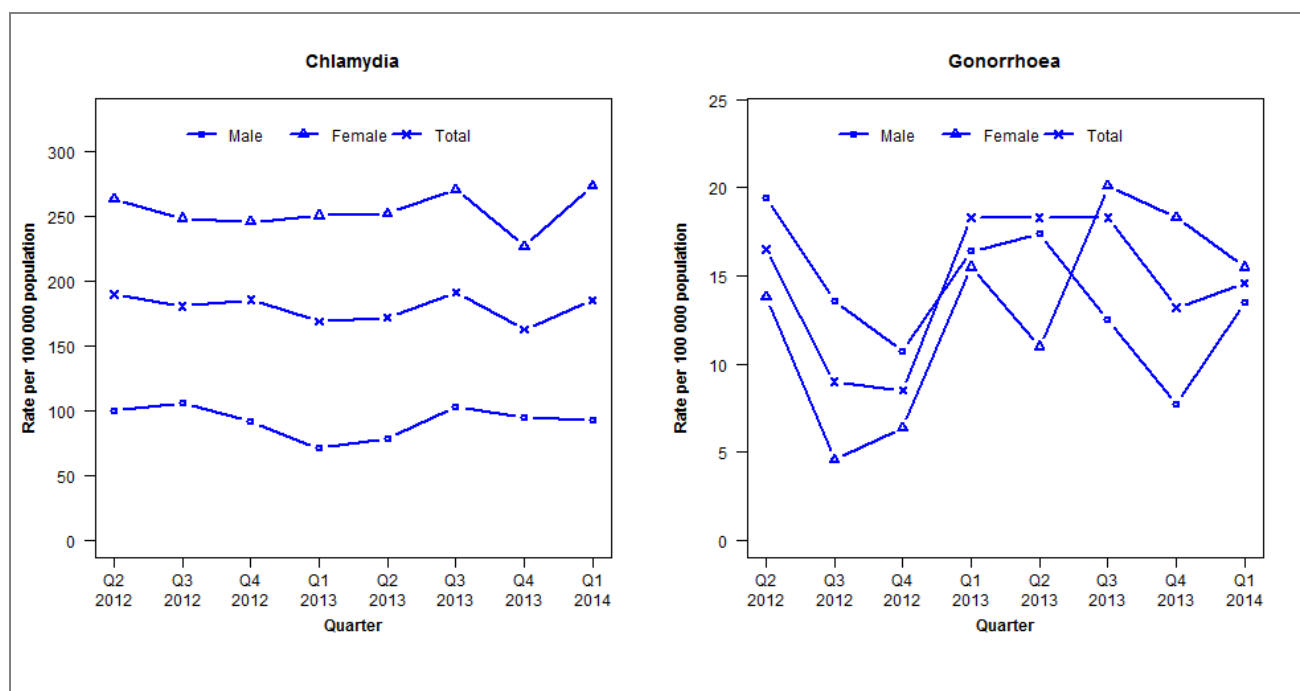 Chlamydia
Male Female Total
300
250
200
150
100
50
0
Rate per 100 000 population
Q2 Q3 Q4 Q1 Q2 Q3 Q4 Q1
2012 2012 2012 2013 2013 2013 2013 2014
Quarter
Gonorrhoea
Male Female Total
25
20
15
10
5
0
Rate per 100 000 population
Q2 Q3 Q4 Q1 Q2 Q3 Q4 Q1
2012 2012 2012 2013 2013 2013 2013 2014
Quarter